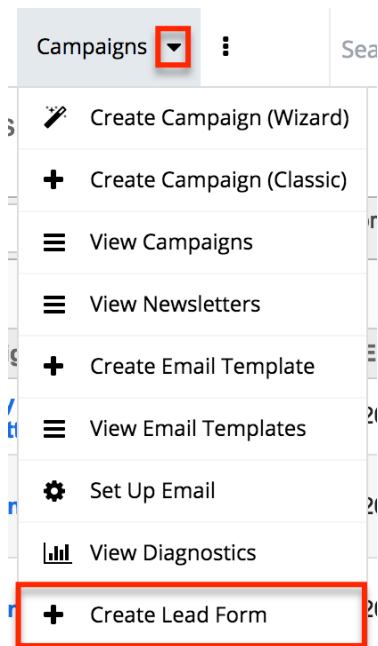 Campaigns
Sea
Create Campaign (Wizard)
Create Campaign (Classic)
View Campaigns
View Newsletters
Create Email Template
View Email Templates
Set Up Email
View Diagnostics
Create Lead Form